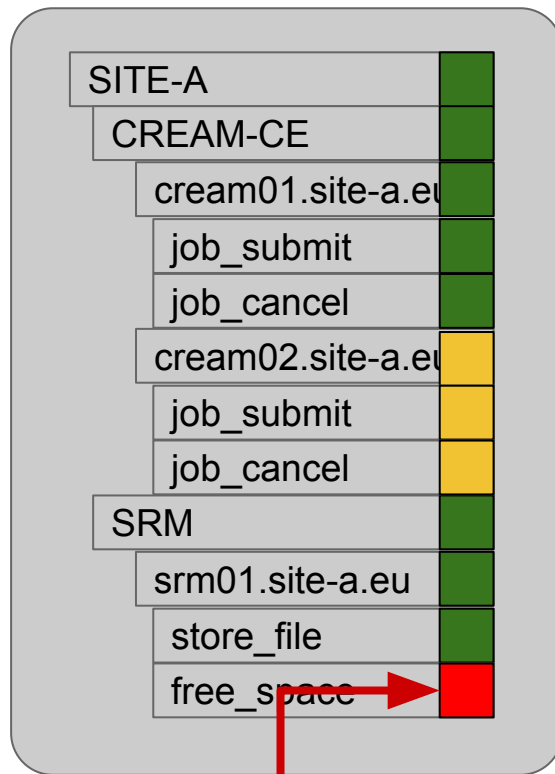 SITE-A
CREAM-CE
cream01.site-a.eu
job_submit
job_cancel
cream02.site-a.eu
job_submit
job_cancel
SRM
srm01.site-a.eu
store_file
free_space